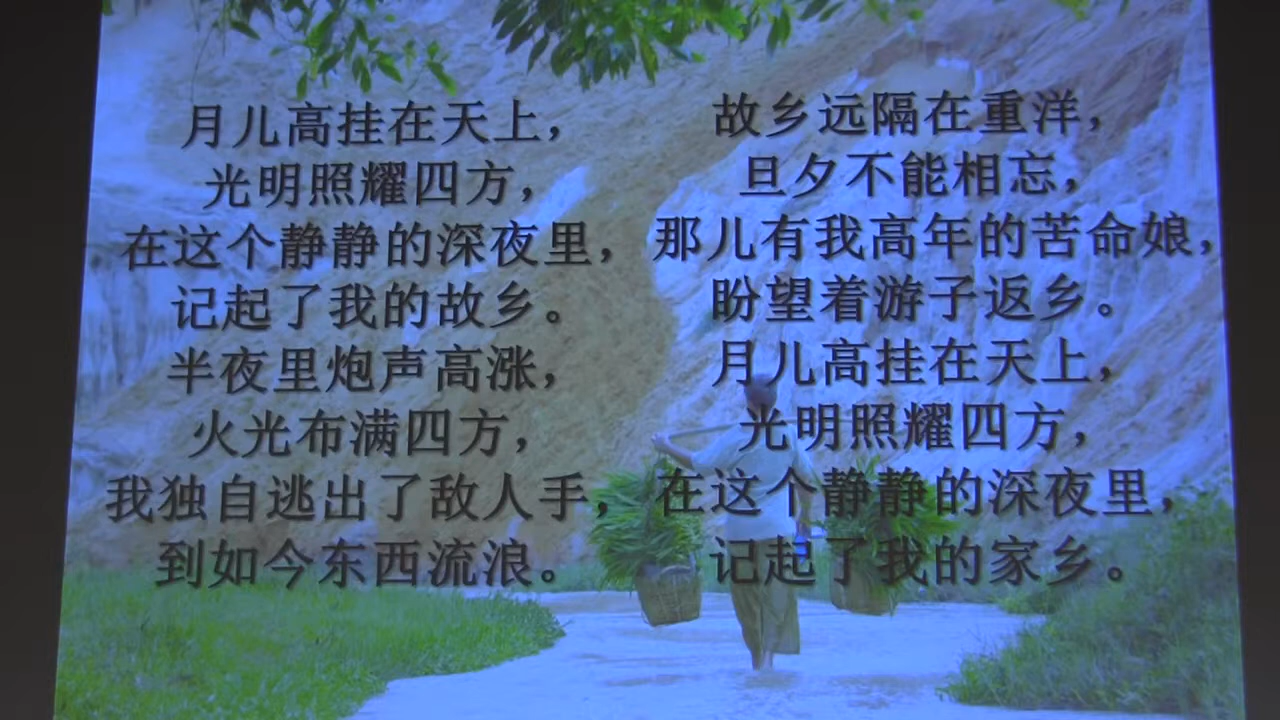 月儿高挂在天上，
光明照耀四方，
在这个静静的深夜里，
记起了我的故乡。
半夜里炮声高涨，
火光布满四方，
我独自逃出了敌人手，
到如今东西流浪。
故乡远隔在重洋，
旦夕不能相忘，
那儿有我高年的苦命娘，
盼望着游子返乡。
月儿高挂在天上，
光明照耀四方，
在这个静静的深夜里，
记起了我的家乡。